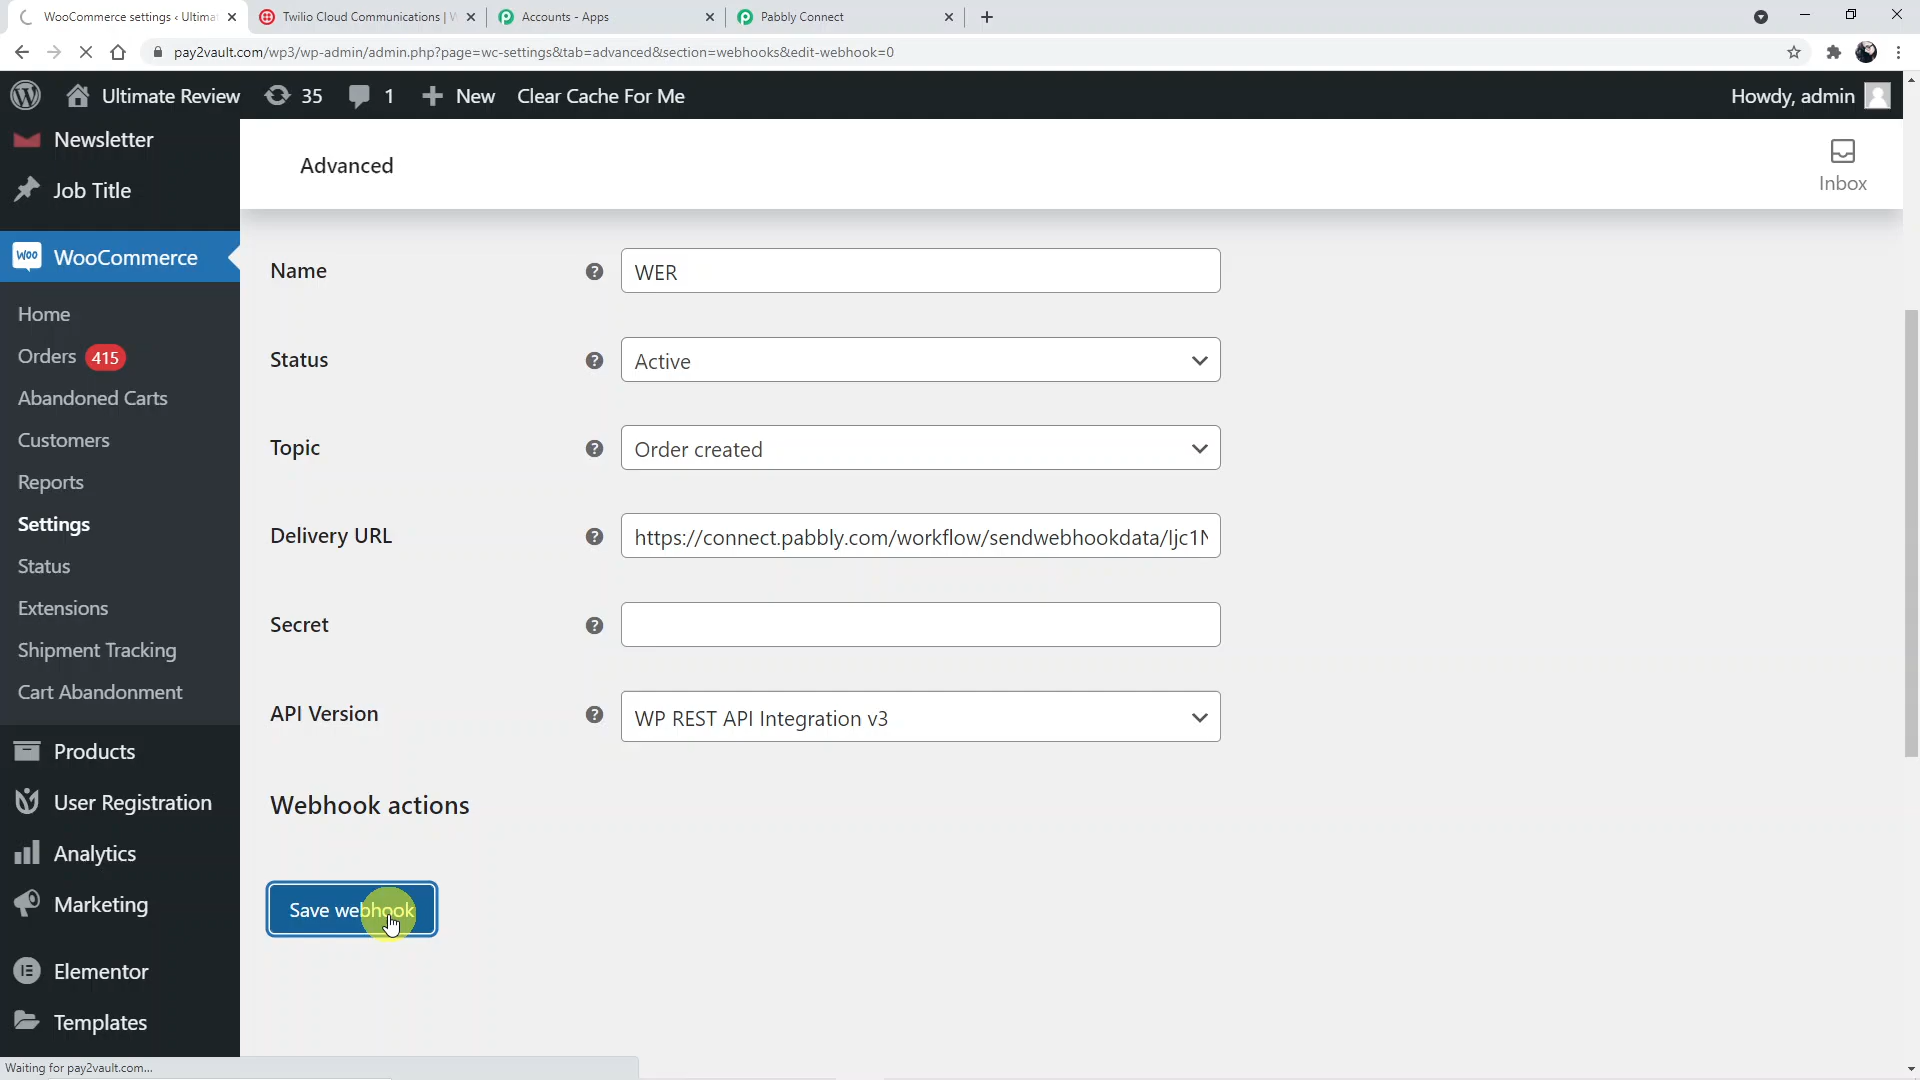 WooCommerce settings ‹ Ultima
Twilio Cloud Communications | W
Accounts - Apps
Pabbly Connect
pay2vault.com/wp3/wp-admin/admin.php?page=wc-settings&tab=advanced&section=webhooks&edit-webhook=0
Ultimate Review
35
1
New
Clear Cache For Me
Howdy, admin
Newsletter
Job Title
WooCommerce
Home
Orders 415
Abandoned Carts
Customers
Reports
Settings
Status
Extensions
Shipment Tracking
Cart Abandonment
Products
User Registration
Analytics
Marketing
Elementor
Templates
Advanced
Inbox
Name
WER
Status
Active
Topic
Order created
Delivery URL
https://connect.pabbly.com/workflow/sendwebhookdata/
Secret
API Version
WP REST API Integration v3
Webhook actions
Save webhook
Waiting for pay2vault.com...